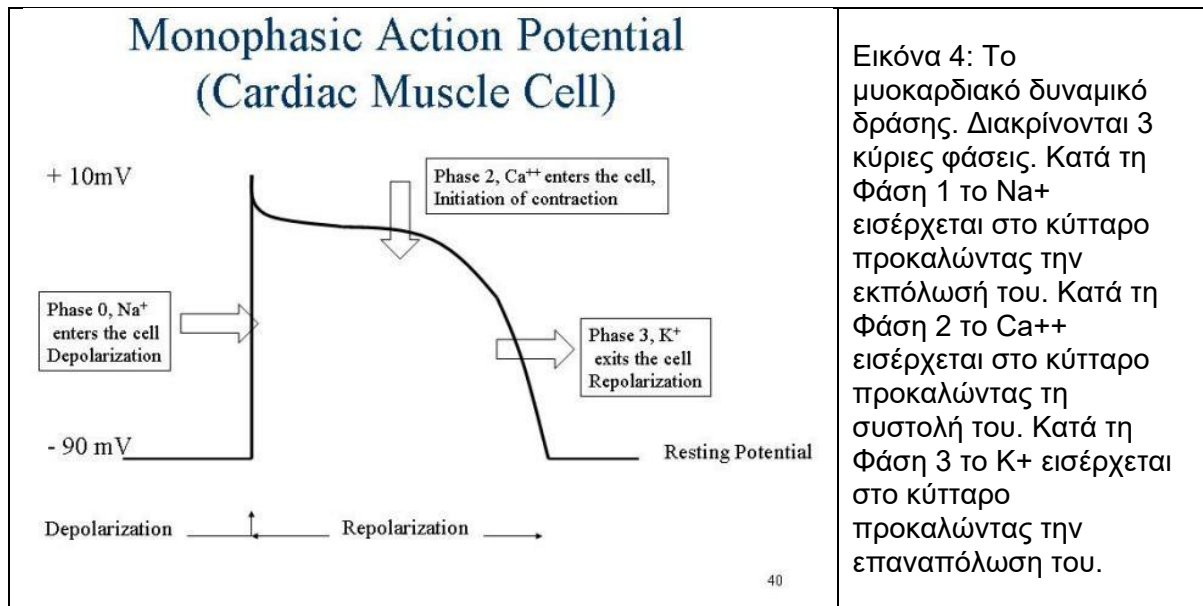 Monophasic Action Potential
(Cardiac Muscle Cell)
+ 10mV
Phase 2, Ca⁺⁺ enters the cell,
Initiation of contraction
Phase 0, Na⁺
enters the cell
Depolarization
Phase 3, K⁺
exits the cell
Repolarization
- 90 mV
Resting Potential
Depolarization
Repolarization
40
Εικόνα 4: Το
μυοκαρδιακό δυναμικό
δράσης. Διακρίνονται 3
κύριες φάσεις. Κατά τη
Φάση 1 το Na+
εισέρχεται στο κύτταρο
προκαλώντας την
εκπόλωσή του. Κατά τη
Φάση 2 το Ca++
εισέρχεται στο κύτταρο
προκαλώντας τη
συστολή του. Κατά τη
Φάση 3 το K+ εισέρχεται
στο κύτταρο
προκαλώντας την
επαναπόλωση του.